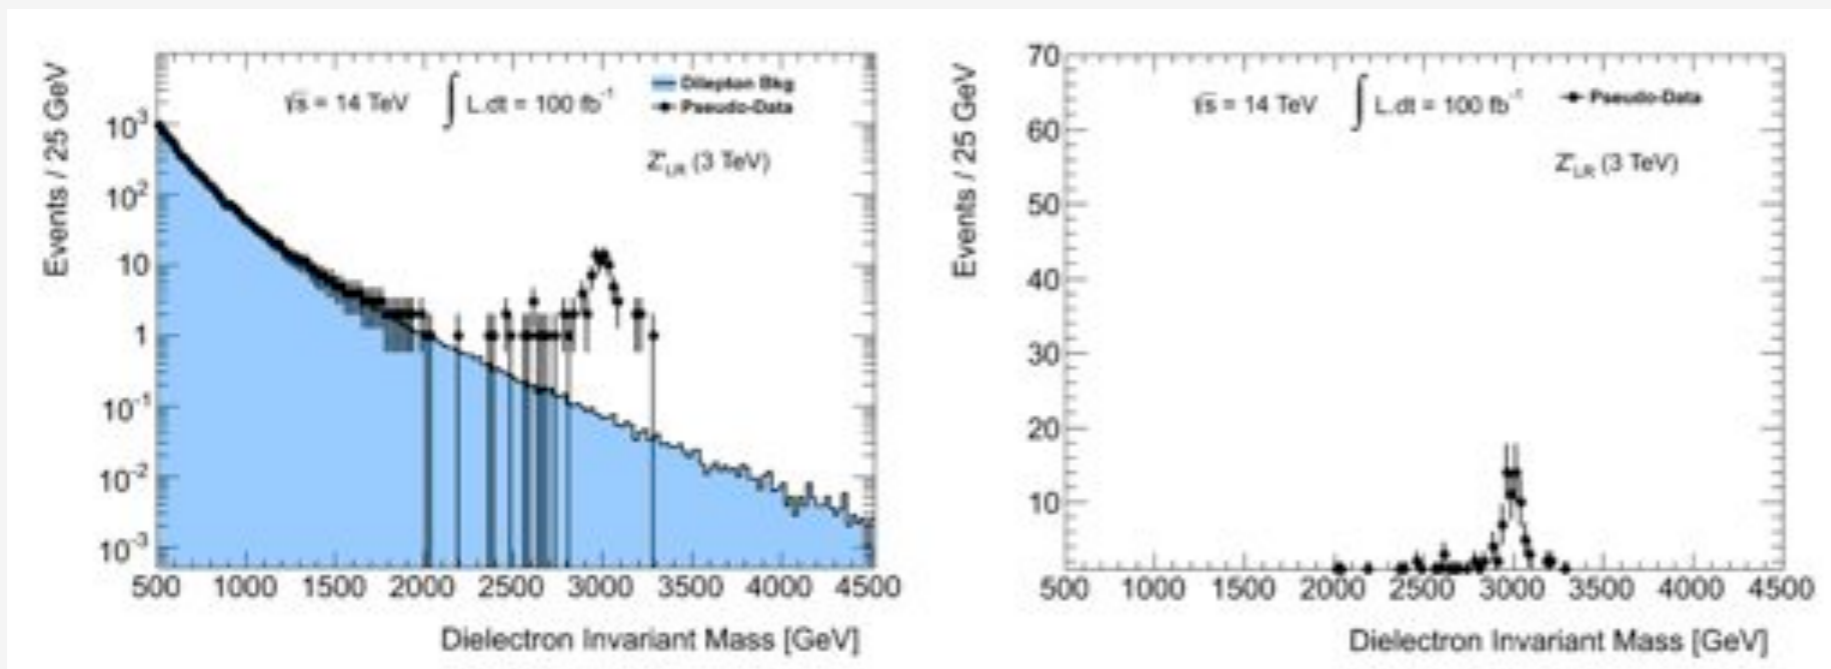 Events / 25 GeV
10³
10²
10
1
10⁻¹
10⁻²
10⁻³
√s = 14 TeV ∫ L.dt = 100 fb⁻¹
Dilepton Bkg
Pseudo-Data
Z'LR (3 TeV)
500 1000 1500 2000 2500 3000 3500 4000 4500
Dielectron Invariant Mass [GeV]
Events / 25 GeV
70
60
50
40
30
20
10
√s = 14 TeV ∫ L.dt = 100 fb⁻¹
Pseudo-Data
Z'LR (3 TeV)
500 1000 1500 2000 2500 3000 3500 4000 4500
Dielectron Invariant Mass [GeV]